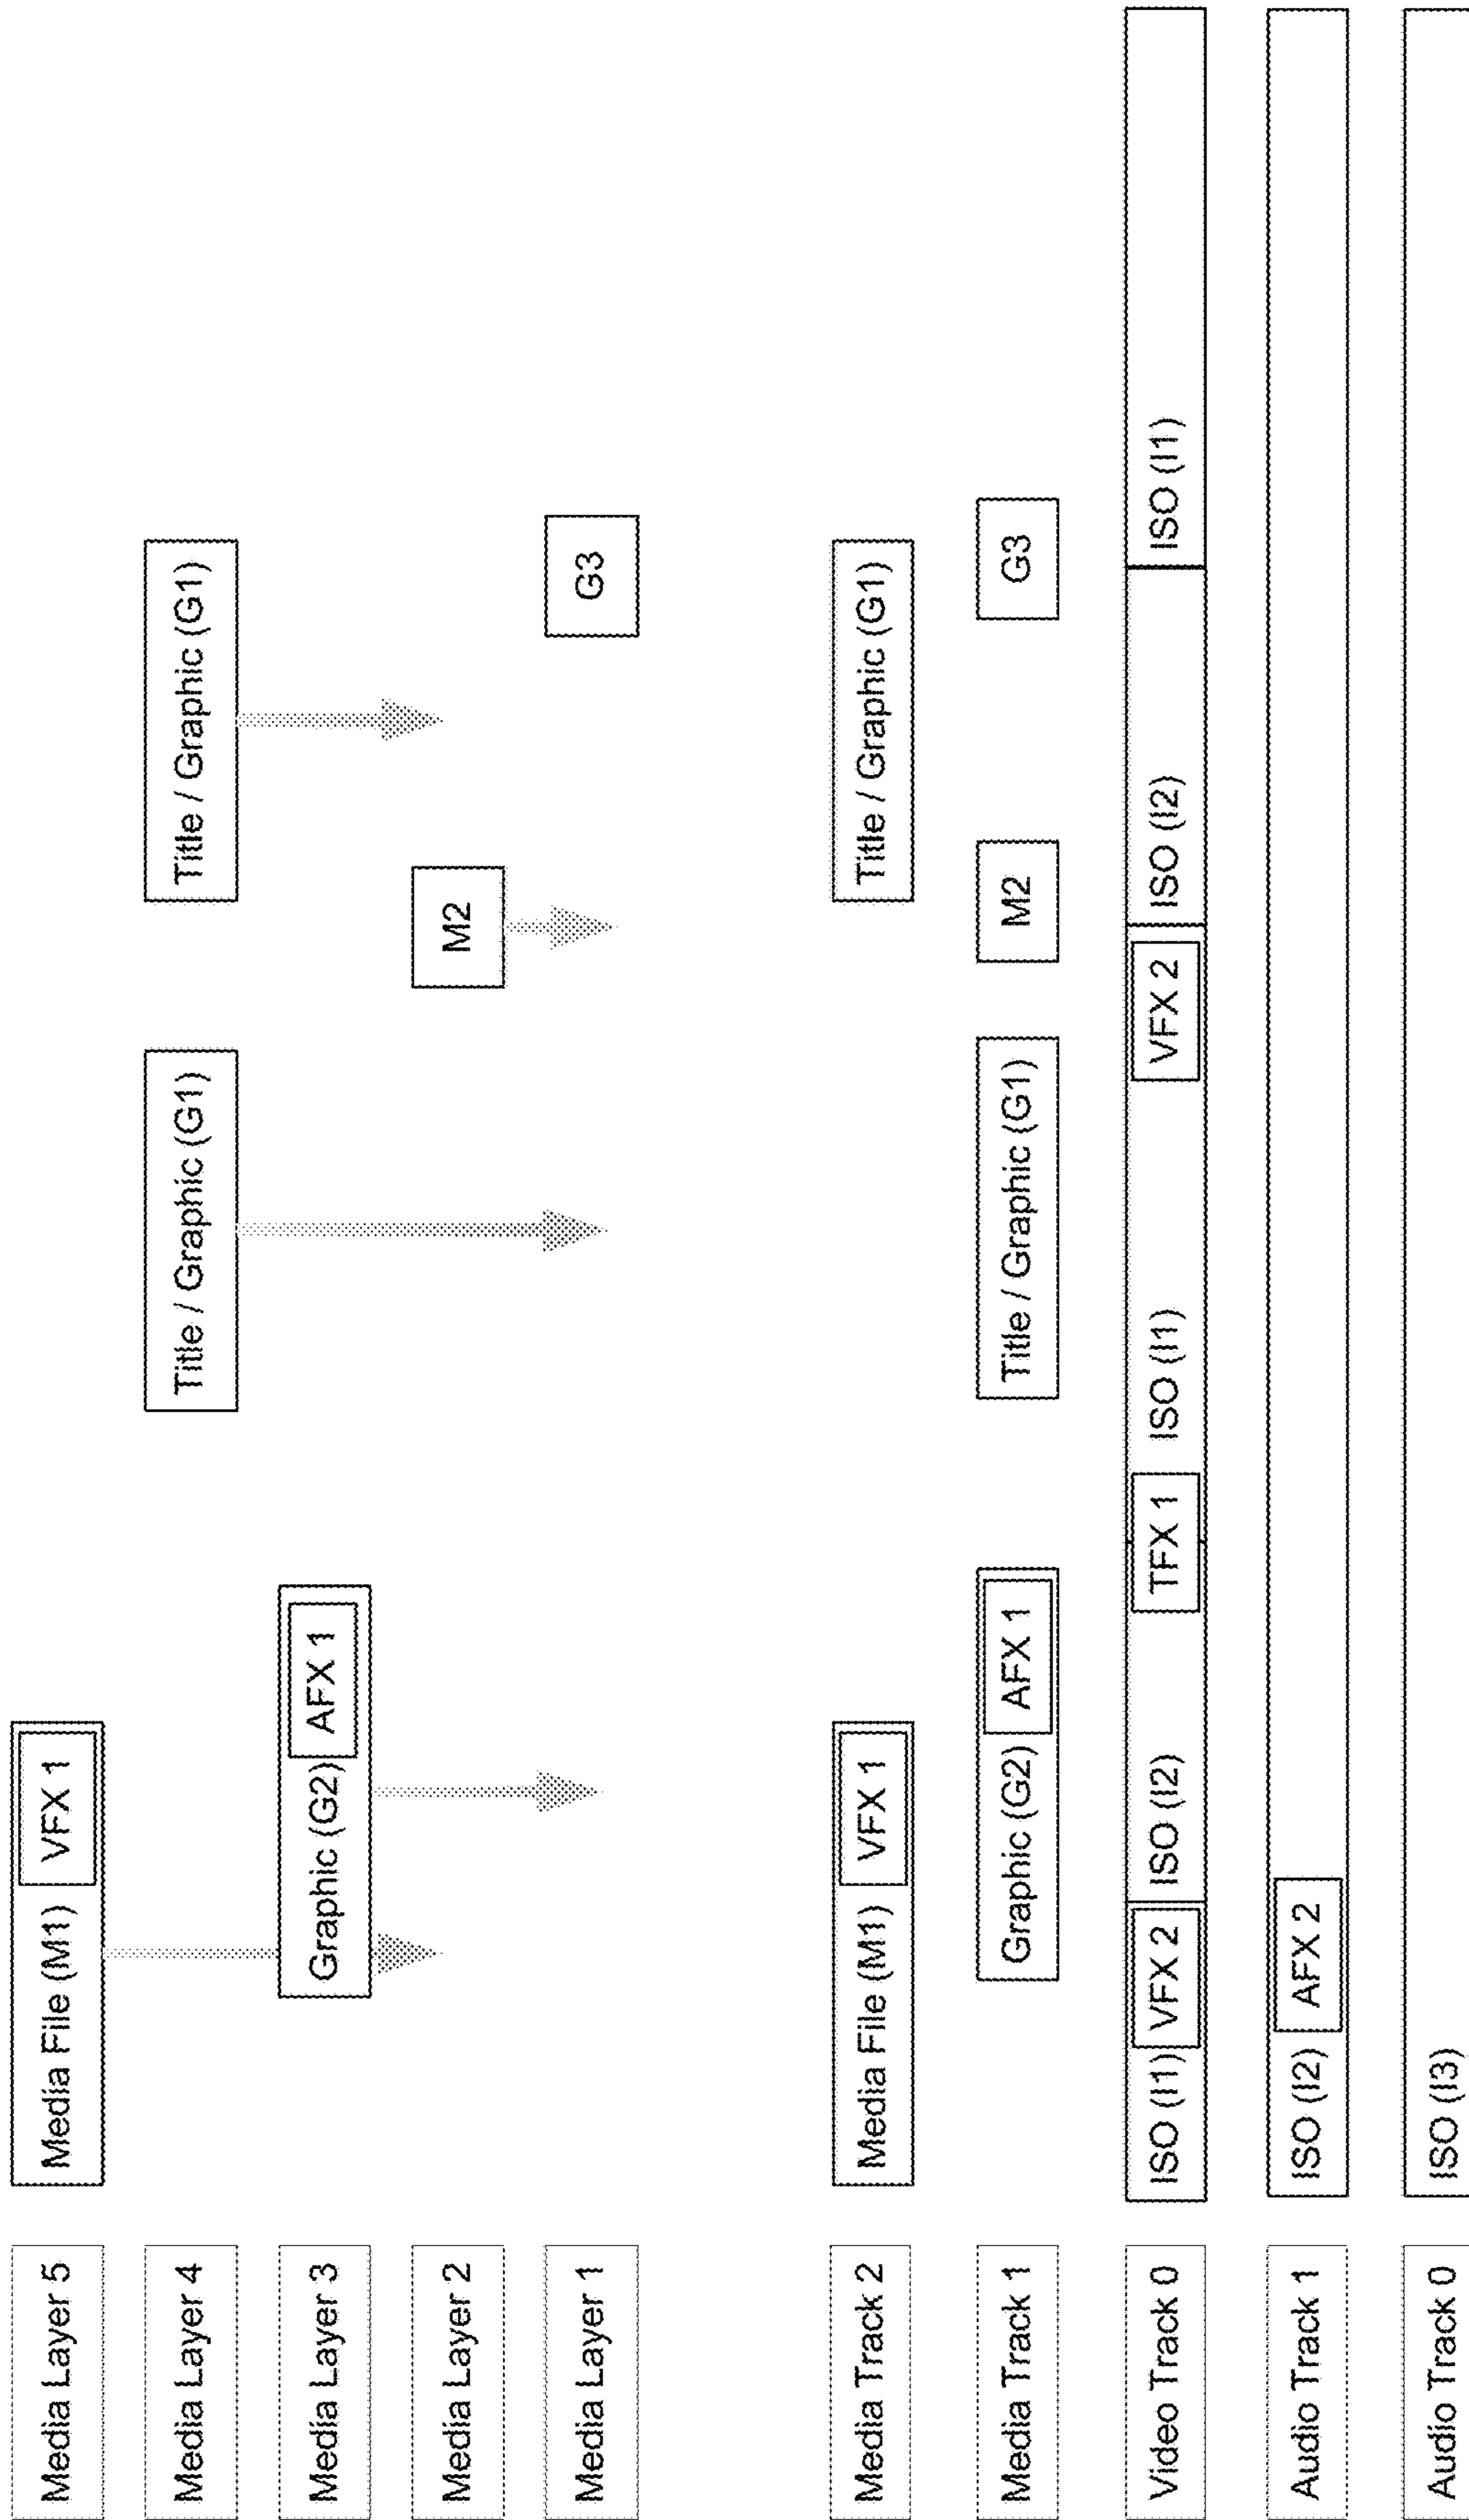 Media Layer 5
Media File (M1)
VFX 1
Media Layer 4
Title / Graphic (G1)
Title / Graphic (G1)
Media Layer 3
Graphic (G2)
AFX 1
Media Layer 2
M2
Media Layer 1
G3
Media Track 2
Media File (M1)
VFX 1
Title / Graphic (G1)
Media Track 1
Graphic (G2)
AFX 1
Title / Graphic (G1)
M2
G3
Video Track 0
ISO (I1)
VFX 2
ISO (I2)
TFX 1
ISO (I1)
VFX 2
ISO (I2)
ISO (I1)
Audio Track 1
ISO (I2)
AFX 2
Audio Track 0
ISO (I3)